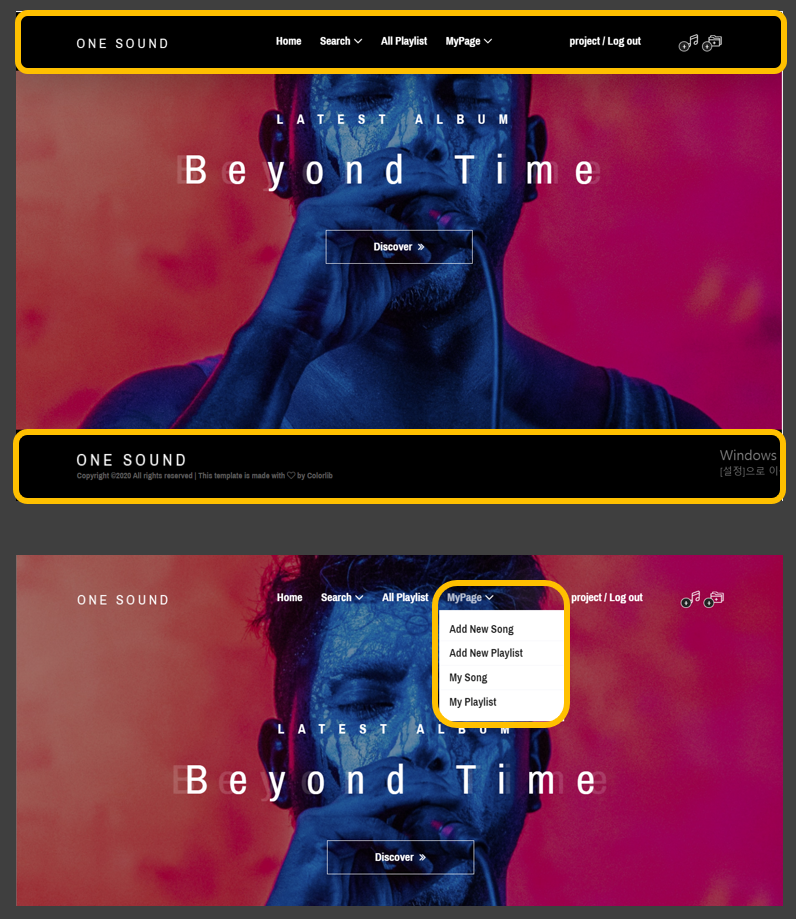 ONE SOUND
Home Search All Playlist MyPage project / Log out
LATEST ALBUM
Beyond Time
Discover »
ONE SOUND
Copyright ©2020 All rights reserved | This template is made with ♡ by Colorlib
Windows
[설정]으로 이
ONE SOUND
Home Search All Playlist MyPage project / Log out
Add New Song
Add New Playlist
My Song
My Playlist
LATEST ALBUM
Beyond Time
Discover »